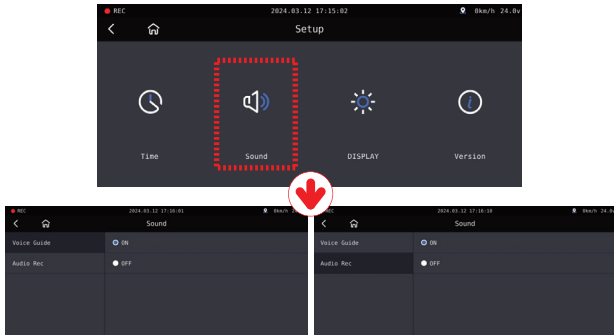 REC 2024.03.12 17:15:02 0km/h 24.0v
Setup
Time Sound DISPLAY Version
REC 2024.03.12 17:16:01 0km/h
Sound
Voice Guide ON
Audio Rec OFF
REC 2024.03.12 17:16:10 0km/h 24.0v
Sound
Voice Guide ON
Audio Rec OFF